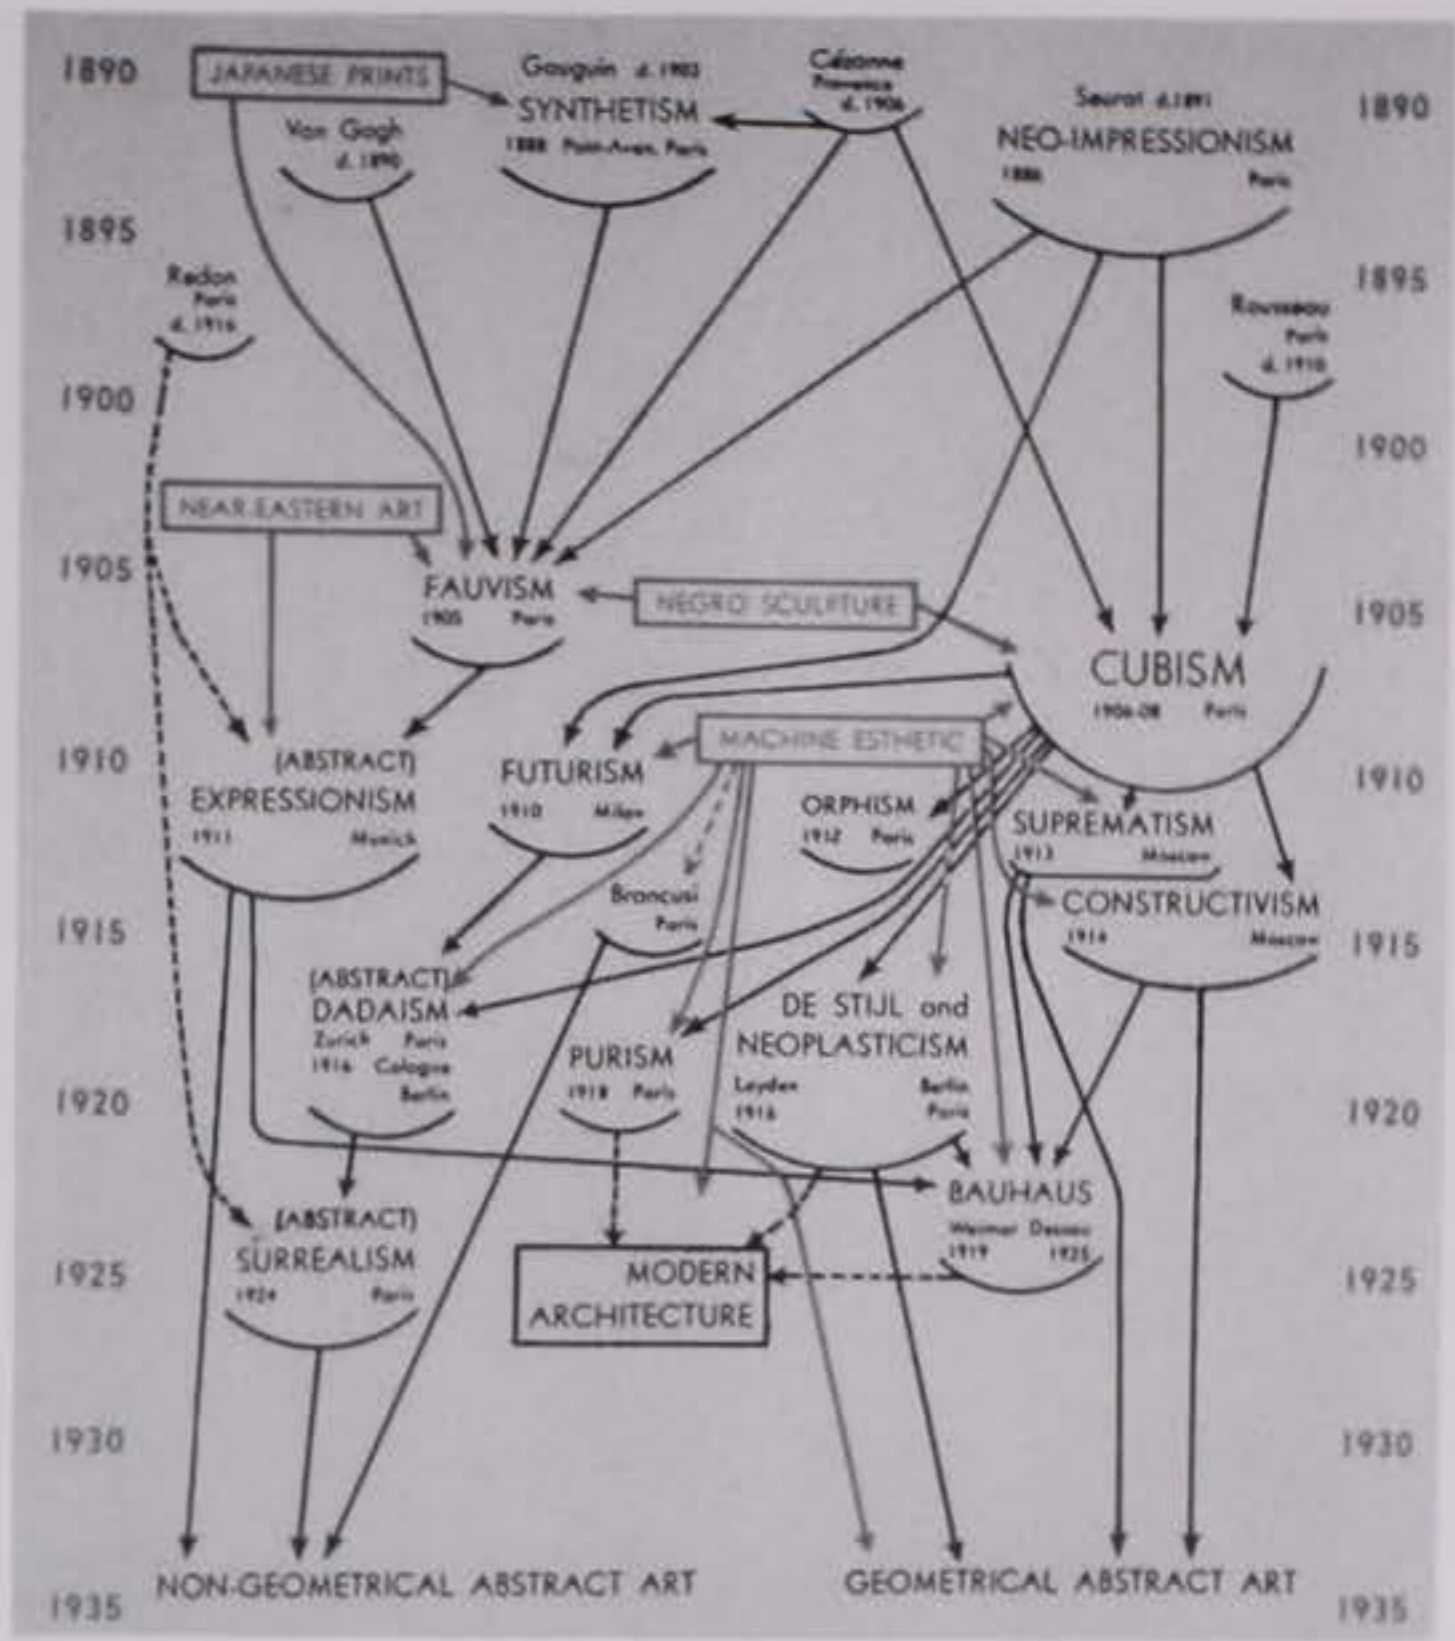 1890
JAPANESE PRINTS
Gauguin d. 1903
Cézanne
Provence
d. 1906
SYNTHETISM
1888 Pont-Aven, Paris
Van Gogh
d. 1890
Seurat d.1891
NEO-IMPRESSIONISM
1886 Paris
1890
1895
Redon
Paris
d. 1916
1895
Rousseau
Paris
d. 1910
1900
1900
NEAR-EASTERN ART
1905
FAUVISM
1905 Paris
NEGRO SCULPTURE
1905
CUBISM
1906-08 Paris
1910
(ABSTRACT)
EXPRESSIONISM
1911 Munich
FUTURISM
1910 Milan
MACHINE ESTHETIC
ORPHISM
1912 Paris
SUPREMATISM
1913 Moscow
1910
Brancusi
Paris
CONSTRUCTIVISM
1914 Moscow
1915
1915
(ABSTRACT)
DADAISM
Zurich Paris
1916 Cologne
Berlin
PURISM
1918 Paris
DE STIJL and
NEOPLASTICISM
Leyden Berlin
1916 Paris
1920
1920
BAUHAUS
Weimar Dessau
1919 1925
(ABSTRACT)
SURREALISM
1924 Paris
MODERN
ARCHITECTURE
1925
1925
1930
1930
NON-GEOMETRICAL ABSTRACT ART
GEOMETRICAL ABSTRACT ART
1935
1935